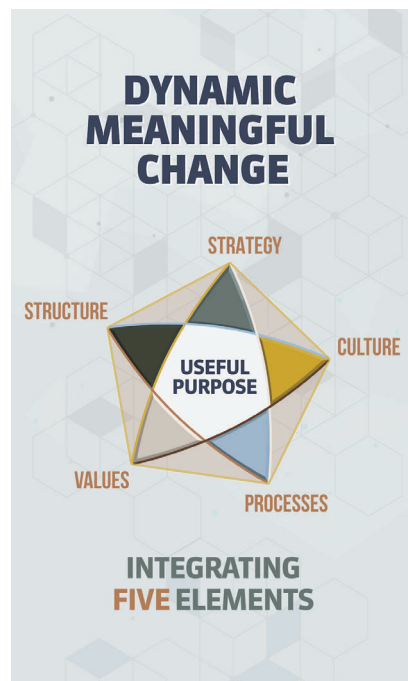 DYNAMIC
MEANINGFUL
CHANGE
STRATEGY
STRUCTURE
CULTURE
USEFUL
PURPOSE
VALUES
PROCESSES
INTEGRATING
FIVE ELEMENTS